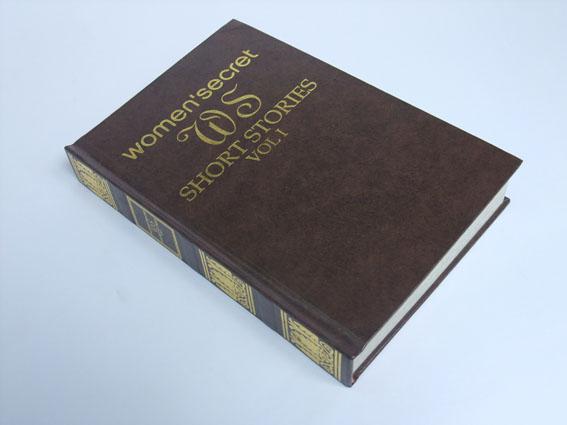 women'secret
WS
SHORT STORIES
VOL I